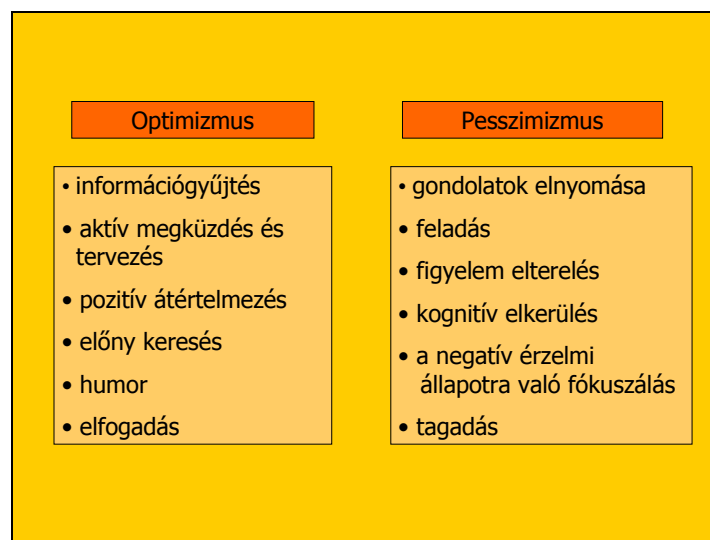 Optimizmus
• információgyűjtés
• aktív megküzdés és
tervezés
• pozitív átértelmezés
• előny keresés
• humor
• elfogadás
Pesszimizmus
• gondolatok elnyomása
• feladás
• figyelem elterelés
• kognitív elkerülés
• a negatív érzelmi
állapotra való fókuszálás
• tagadás